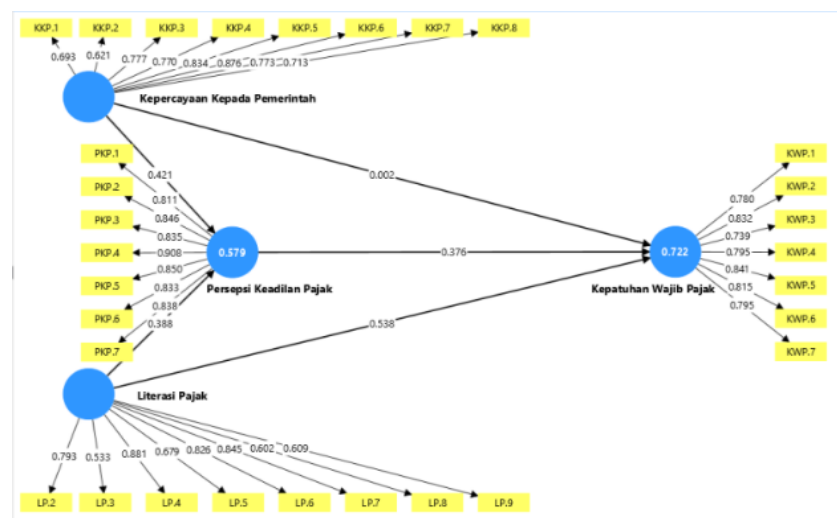 KKP.1 KKP.2 KKP.3 KKP.4 KKP.5 KKP.6 KKP.7 KKP.8
0.693 0.621 0.777 0.770 0.834 0.876 0.773 0.713
Kepercayaan Kepada Pemerintah
PKP.1
PKP.2
PKP.3
PKP.4
PKP.5
PKP.6
PKP.7
0.421
0.811
0.846
0.835
0.908
0.850
0.833
0.838
0.388
0.579
Persepsi Keadilan Pajak
0.002
0.376
0.538
0.722
Kepatuhan Wajib Pajak
KWP.1
KWP.2
KWP.3
KWP.4
KWP.5
KWP.6
KWP.7
0.780
0.832
0.739
0.795
0.841
0.815
0.795
Literasi Pajak
0.793 0.533 0.881 0.679 0.826 0.845 0.602 0.609
LP.2 LP.3 LP.4 LP.5 LP.6 LP.7 LP.8 LP.9